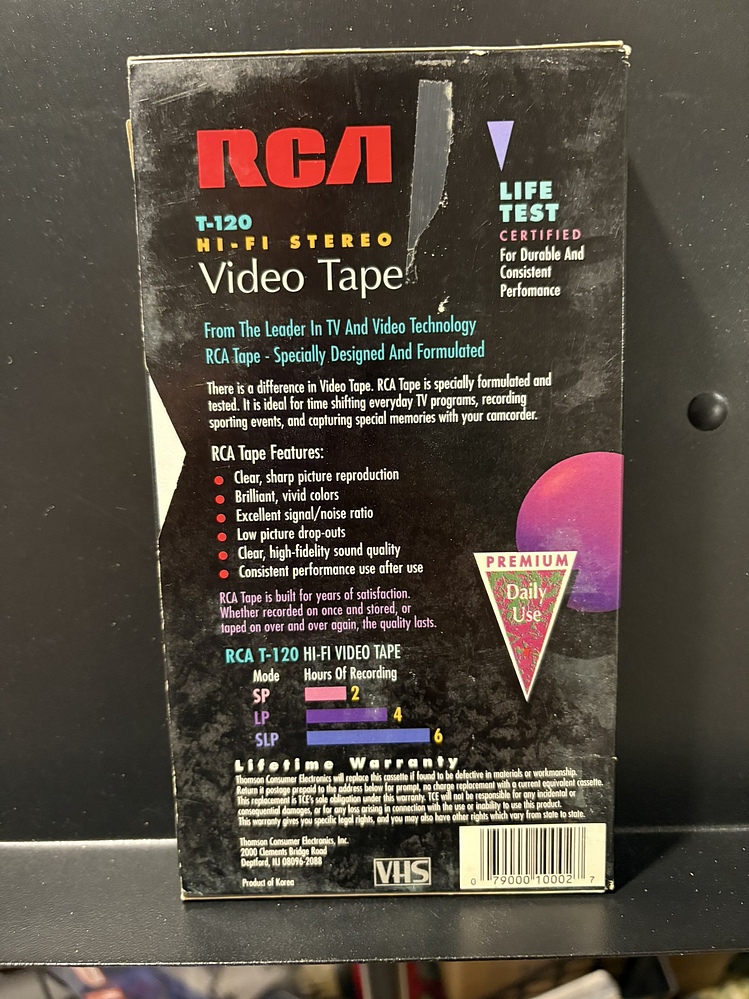 RCA
T-120
HI-FI STEREO
Video Tape
LIFE
TEST
CERTIFIED
For Durable And
Consistent
Perfomance
From The Leader In TV And Video Technology
RCA Tape - Specially Designed And Formulated
There is a difference in Video Tape. RCA Tape is specially formulated and
tested. It is ideal for time shifting everyday TV programs, recording
sporting events, and capturing special memories with your camcorder.
RCA Tape Features:
Clear, sharp picture reproduction
Brilliant, vivid colors
Excellent signal/noise ratio
Low picture drop-outs
Clear, high-fidelity sound quality
Consistent performance use after use
PREMIUM
Daily
Use
RCA Tape is built for years of satisfaction.
Whether recorded on once and stored, or
taped on over and over again, the quality lasts.
RCA T-120 HI-FI VIDEO TAPE
Mode Hours Of Recording
SP 2
LP 4
SLP 6
Lifetime Warranty
Thomson Consumer Electronics will replace this cassette if found to be defective in materials or workmanship.
Return it postage prepaid to the address below for prompt, no charge replacement with a current equivalent cassette.
This replacement is TCE's sole obligation under this warranty. TCE will not be responsible for any incidental or
consequential damages, or for any loss arising in connection with the use or inability to use this product.
This warranty gives you specific legal rights, and you may also have other rights which vary from state to state.
Thomson Consumer Electronics, Inc.
2000 Clements Bridge Road
Deptford, NJ 08096-2088
Product of Korea
VHS
0 79000 10002 7